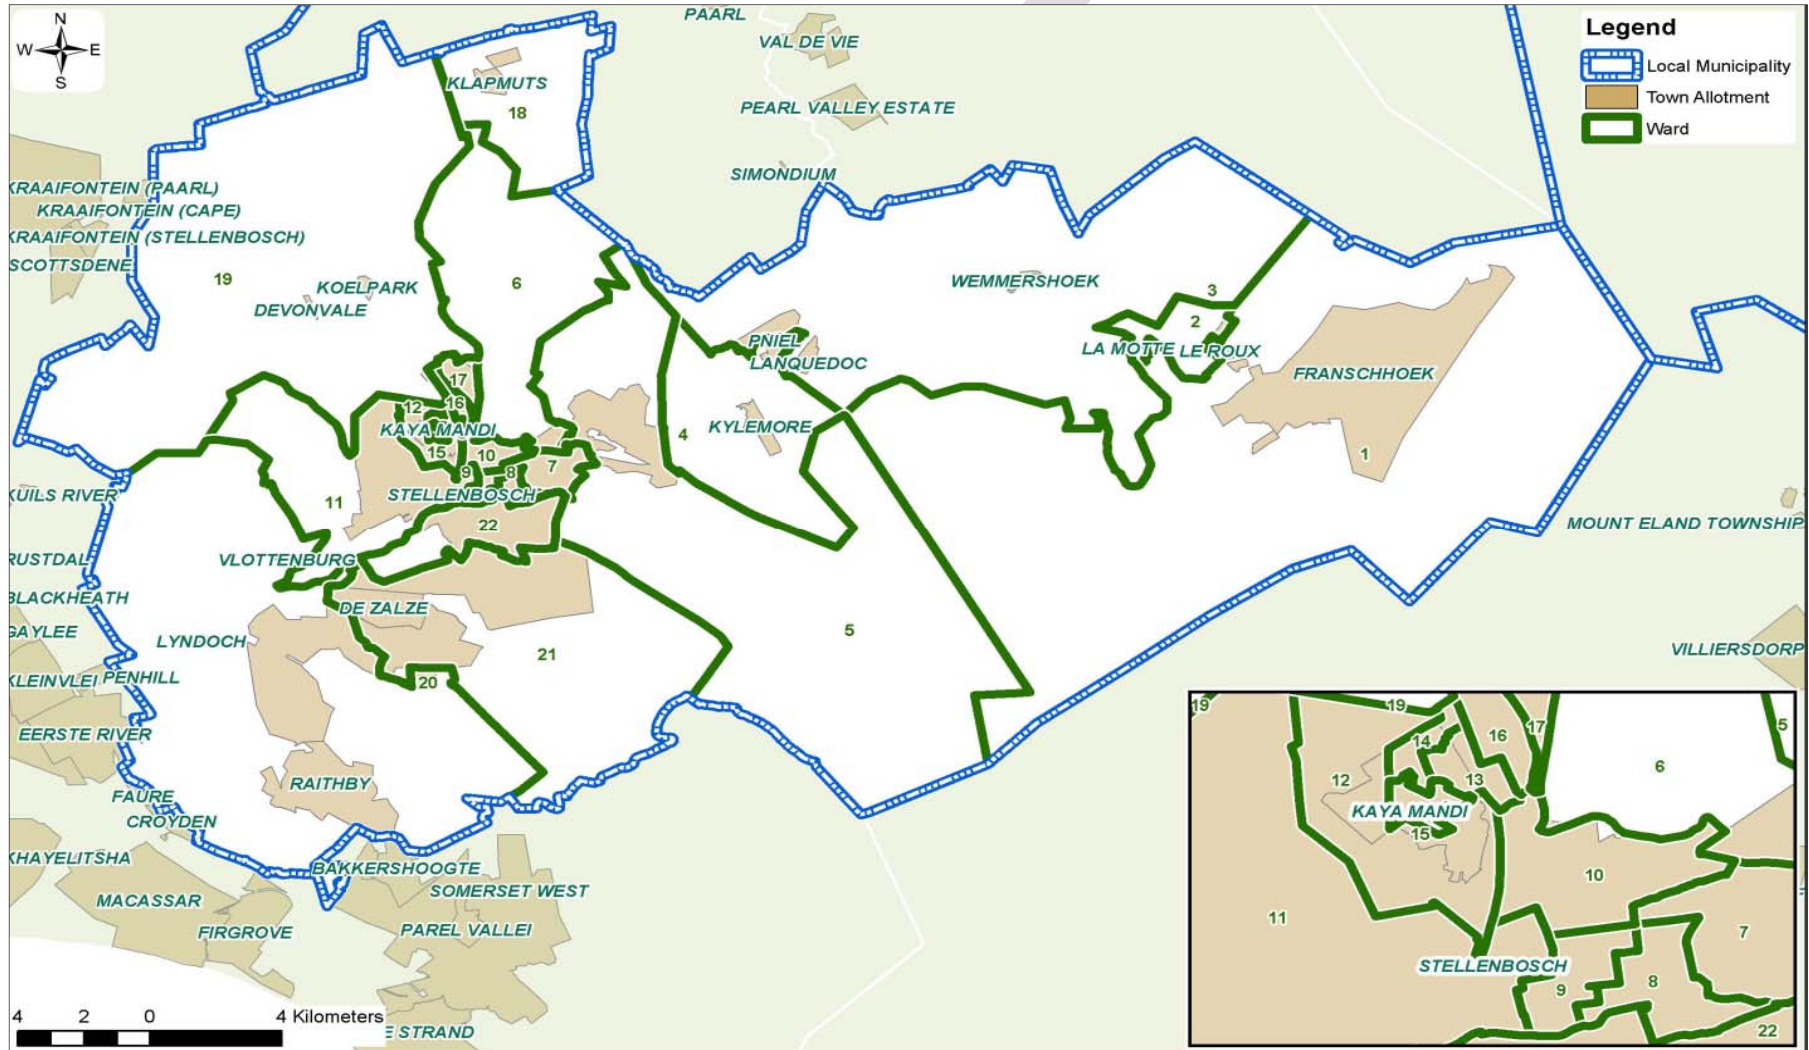 N
W E
S
PAARL
VAL DE VIE
PEARL VALLEY ESTATE
SIMONDIUM
Legend
Local Municipality
Town Allotment
Ward
KLAPMUTS
18
KRAAIFONTEIN (PAARL)
KRAAIFONTEIN (CAPE)
KRAAIFONTEIN (STELLENBOSCH)
SCOTTSDENE
19
KOELPARK
DEVONVALE
6
WEMMERSHOEK
3
2
LA MOTTE LE ROUX
PNIEL
LANQUEDOC
FRANSCHHOEK
1
17
16
12
KAYA MANDI
15
10
9
8
7
4
KYLEMORE
STELLENBOSCH
22
11
KUILS RIVER
MOUNT ELAND TOWNSHIP
RUSTDAL
VLOTTENBURG
BLACKHEATH
DE ZALZE
GAYLEE
LYNDOCH
21
5
VILLIERSDORP
KLEINVLEI PENHILL
20
EERSTE RIVER
RAITHBY
FAURE
CROYDEN
KHAYELITSHA
BAKKERSHOOGTE
MACASSAR
SOMERSET WEST
FIRGROVE
PAREL VALLEI
E STRAND
4 2 0 4 Kilometers
19
19
14
16
17
5
12
13
6
KAYA MANDI
15
10
11
7
STELLENBOSCH
9
8
22